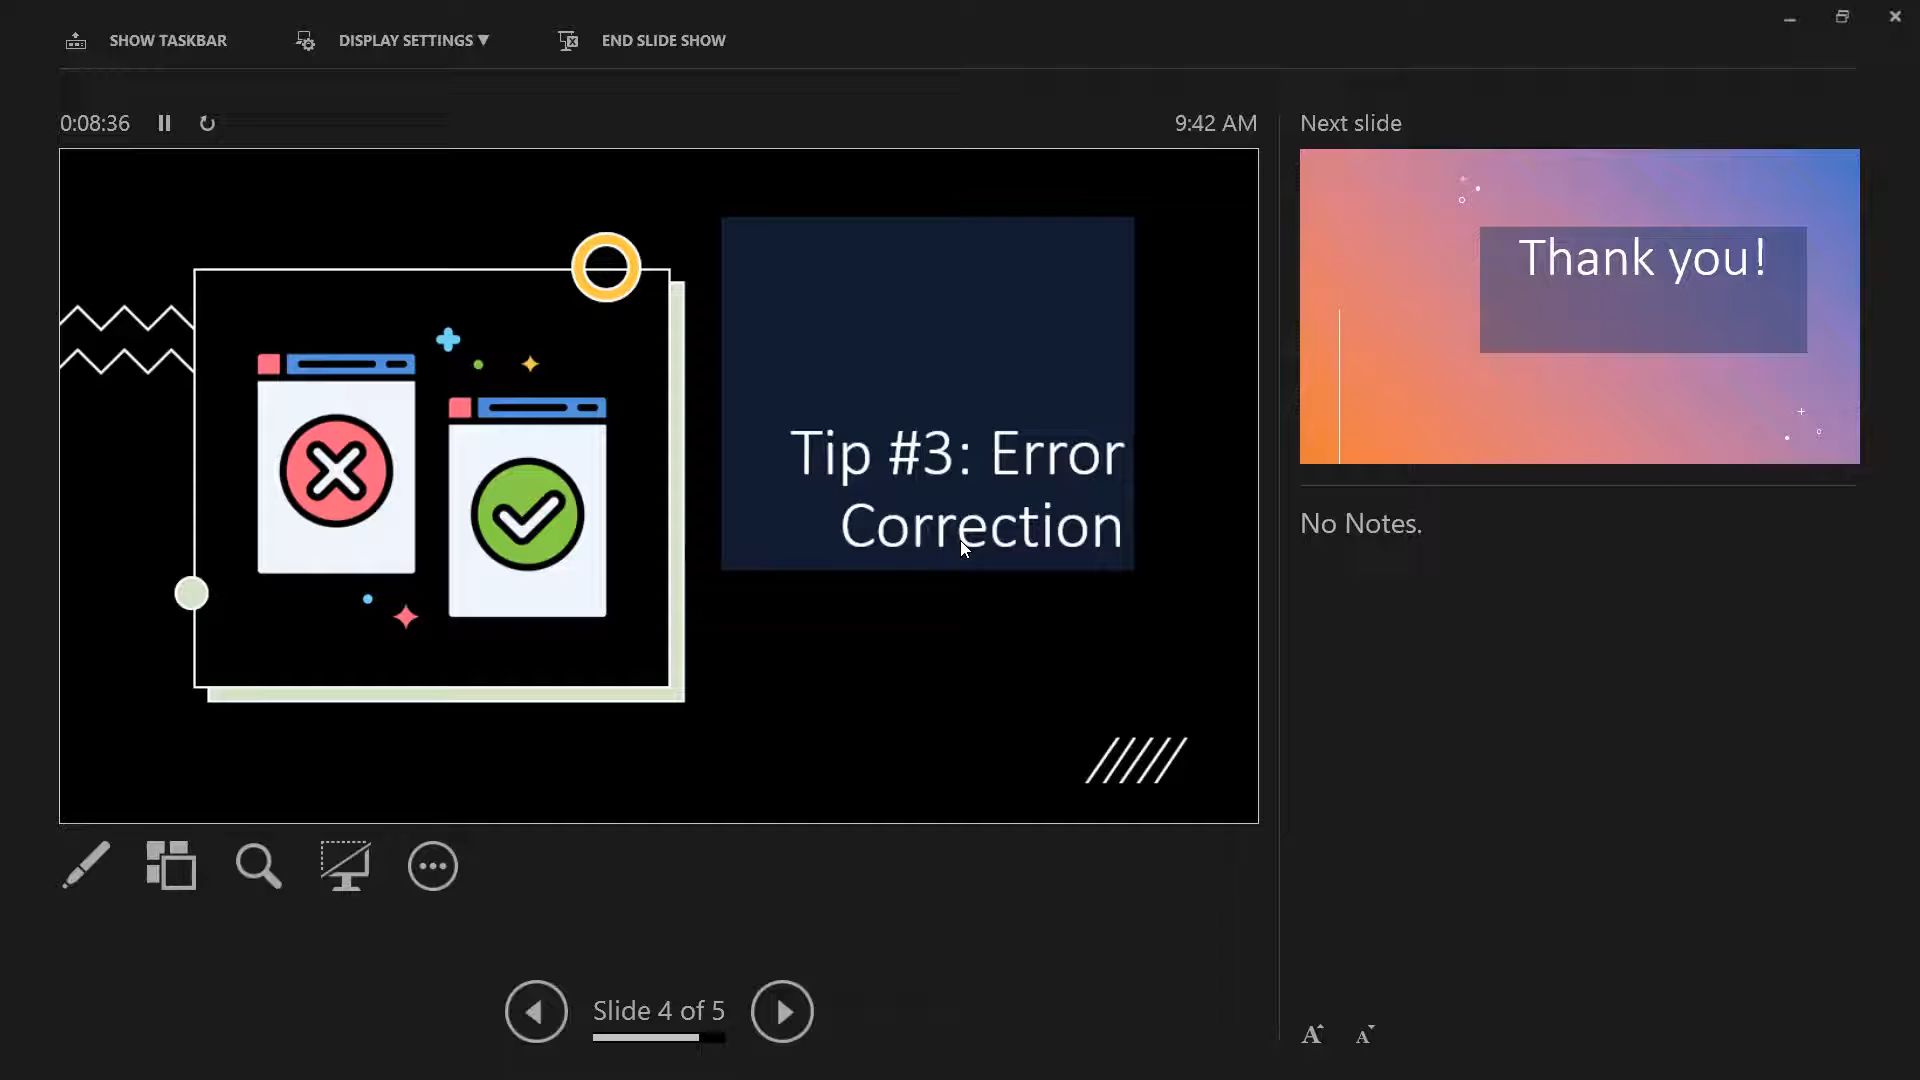 SHOW TASKBAR
DISPLAY SETTINGS ▼
END SLIDE SHOW
0:08:36
9:42 AM
Next slide
Tip #3: Error
Correction
Thank you!
No Notes.
Slide 4 of 5
A A